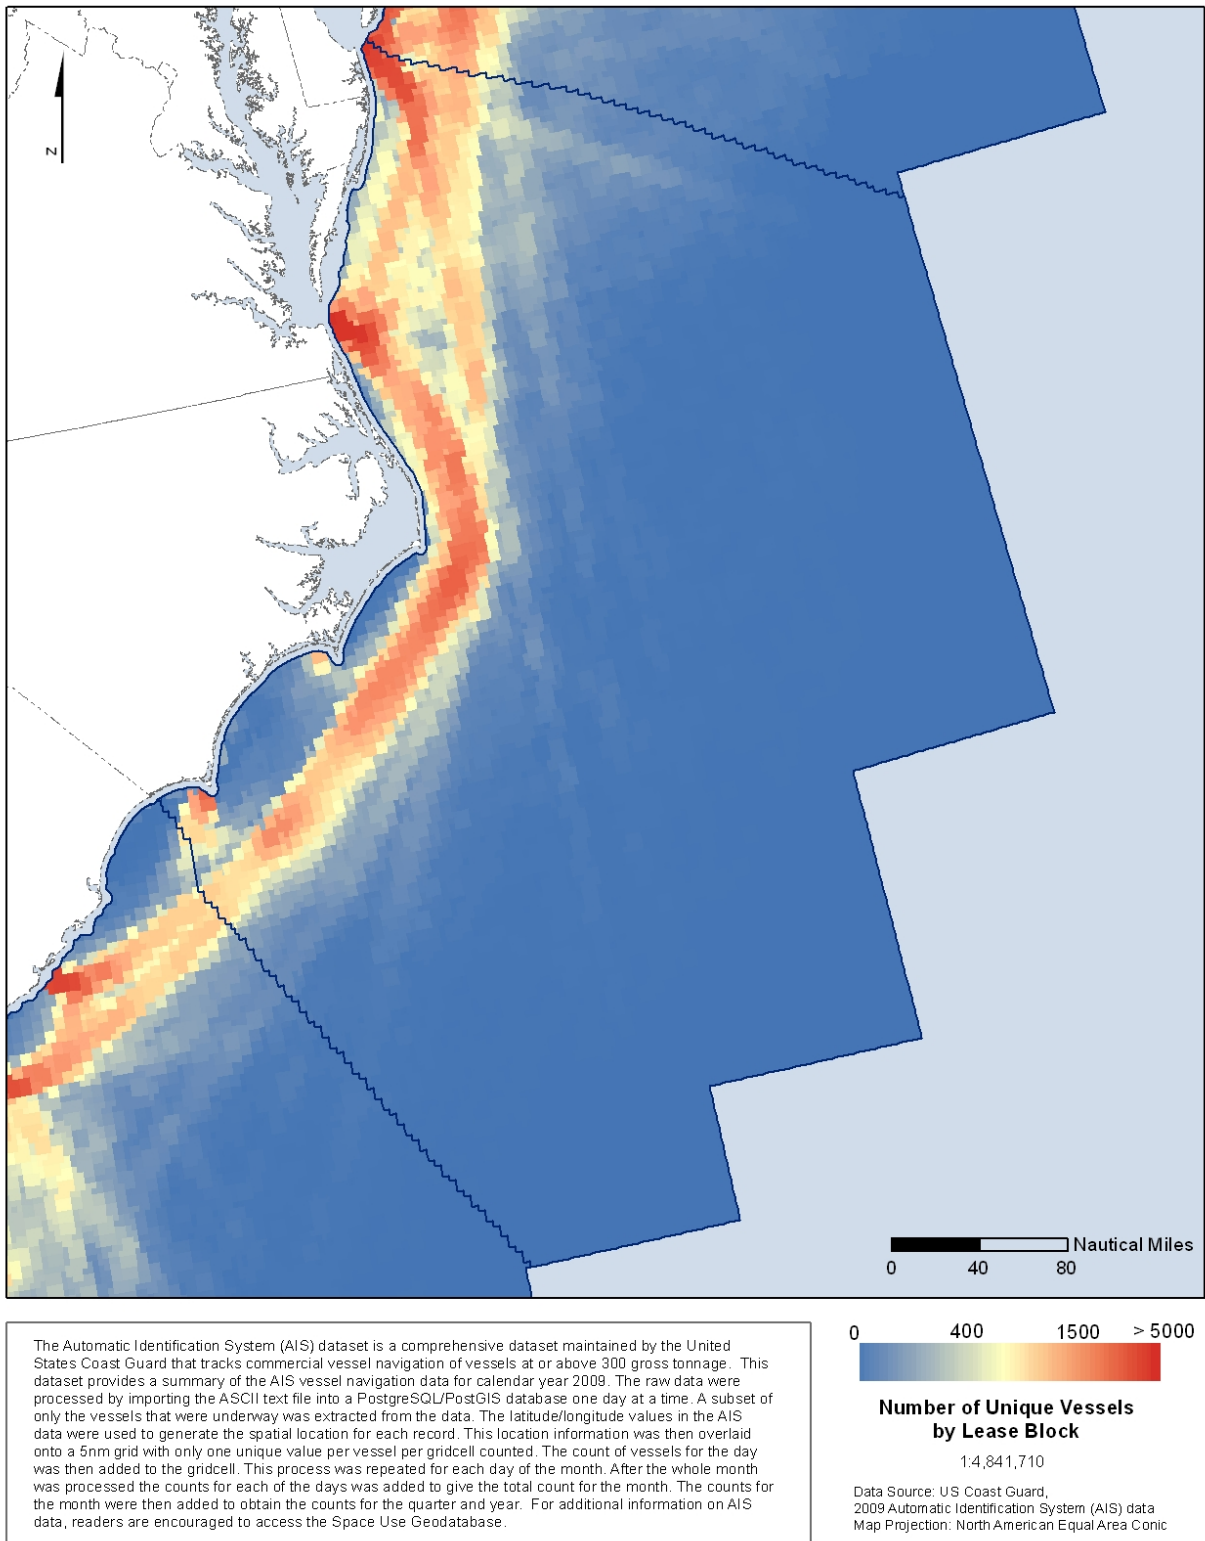 N
Nautical Miles
0 40 80
The Automatic Identification System (AIS) dataset is a comprehensive dataset maintained by the United
States Coast Guard that tracks commercial vessel navigation of vessels at or above 300 gross tonnage. This
dataset provides a summary of the AIS vessel navigation data for calendar year 2009. The raw data were
processed by importing the ASCII text file into a PostgreSQL/PostGIS database one day at a time. A subset of
only the vessels that were underway was extracted from the data. The latitude/longitude values in the AIS
data were used to generate the spatial location for each record. This location information was then overlaid
onto a 5nm grid with only one unique value per vessel per gridcell counted. The count of vessels for the day
was then added to the gridcell. This process was repeated for each day of the month. After the whole month
was processed the counts for each of the days was added to give the total count for the month. The counts for
the month were then added to obtain the counts for the quarter and year. For additional information on AIS
data, readers are encouraged to access the Space Use Geodatabase.
0 400 1500 > 5000
Number of Unique Vessels
by Lease Block
1:4,841,710
Data Source: US Coast Guard,
2009 Automatic Identification System (AIS) data
Map Projection: North American Equal Area Conic